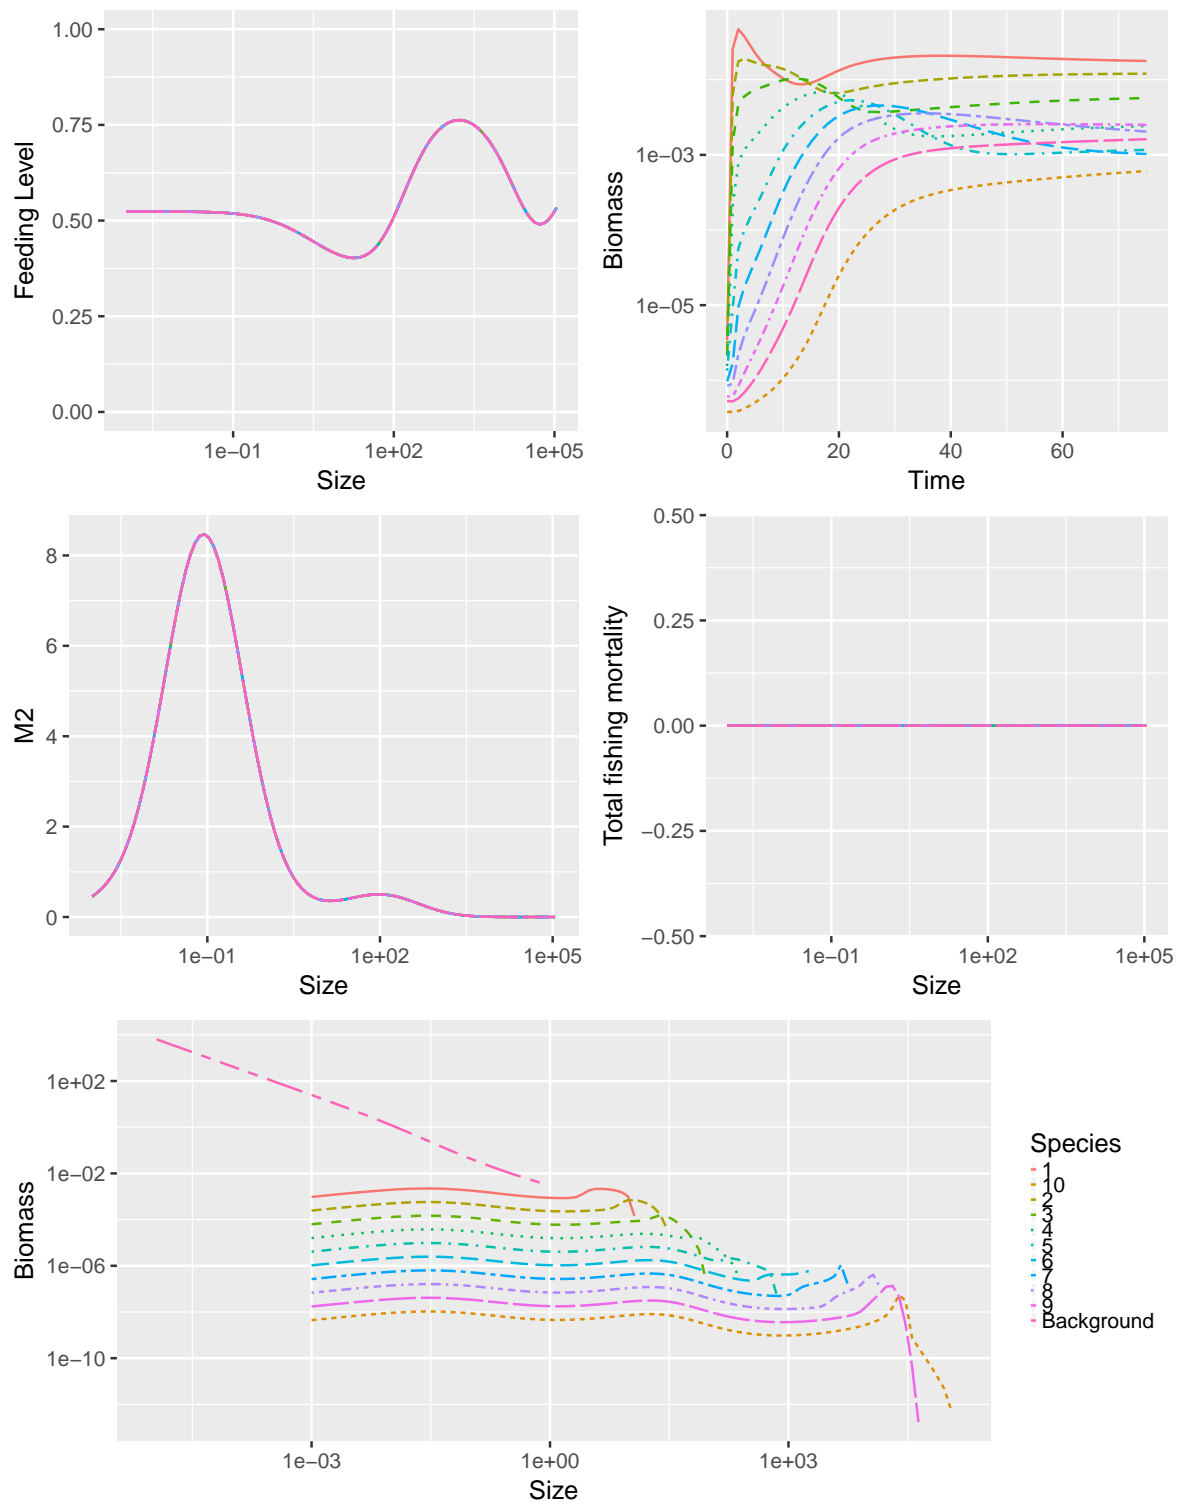 1.00
0.75
0.50
0.25
0.00
Feeding Level
1e−01
1e+02
1e+05
Size
1e−03
1e−05
Biomass
0
20
40
60
Time
8
6
4
2
0
M2
1e−01
1e+02
1e+05
Size
0.50
0.25
0.00
−0.25
−0.50
Total fishing mortality
1e−01
1e+02
1e+05
Size
1e+02
1e−02
1e−06
1e−10
Biomass
1e−03
1e+00
1e+03
Size
Species
1
10
2
3
4
5
6
7
8
9
Background